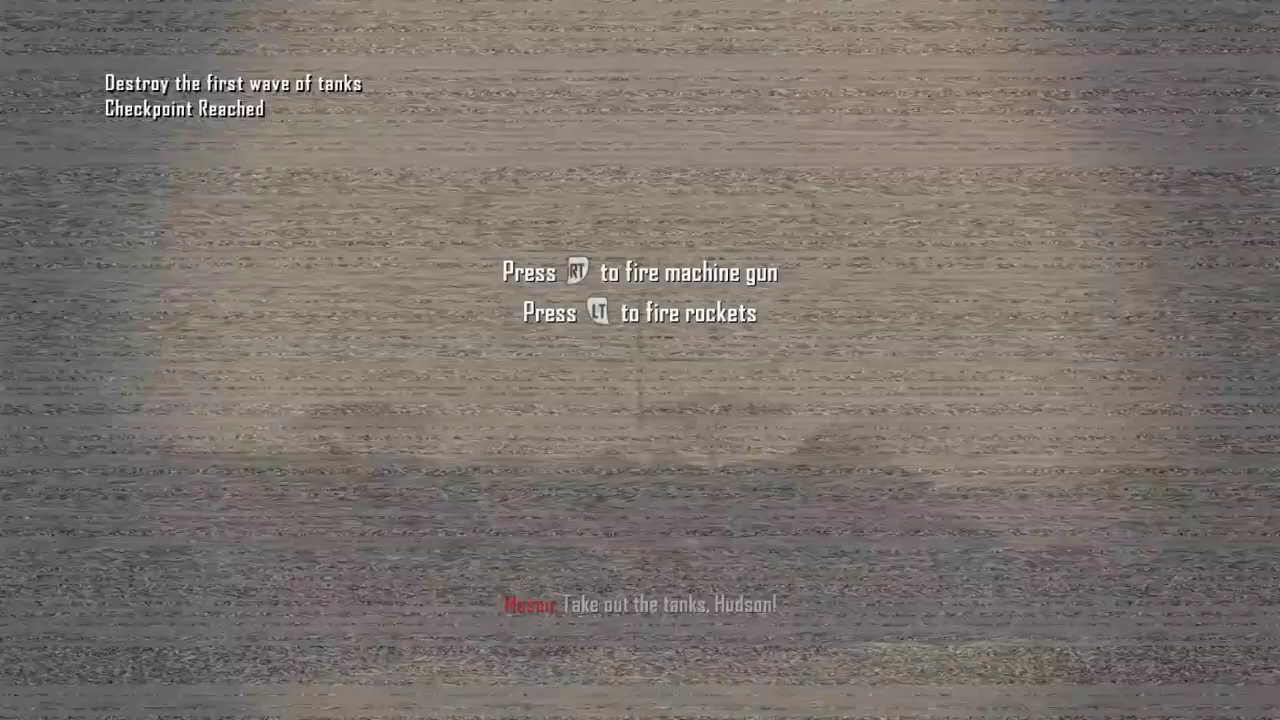 Destroy the first wave of tanks
Checkpoint Reached
Press RT to fire machine gun
Press LT to fire rockets
Mason: Take out the tanks, Hudson!